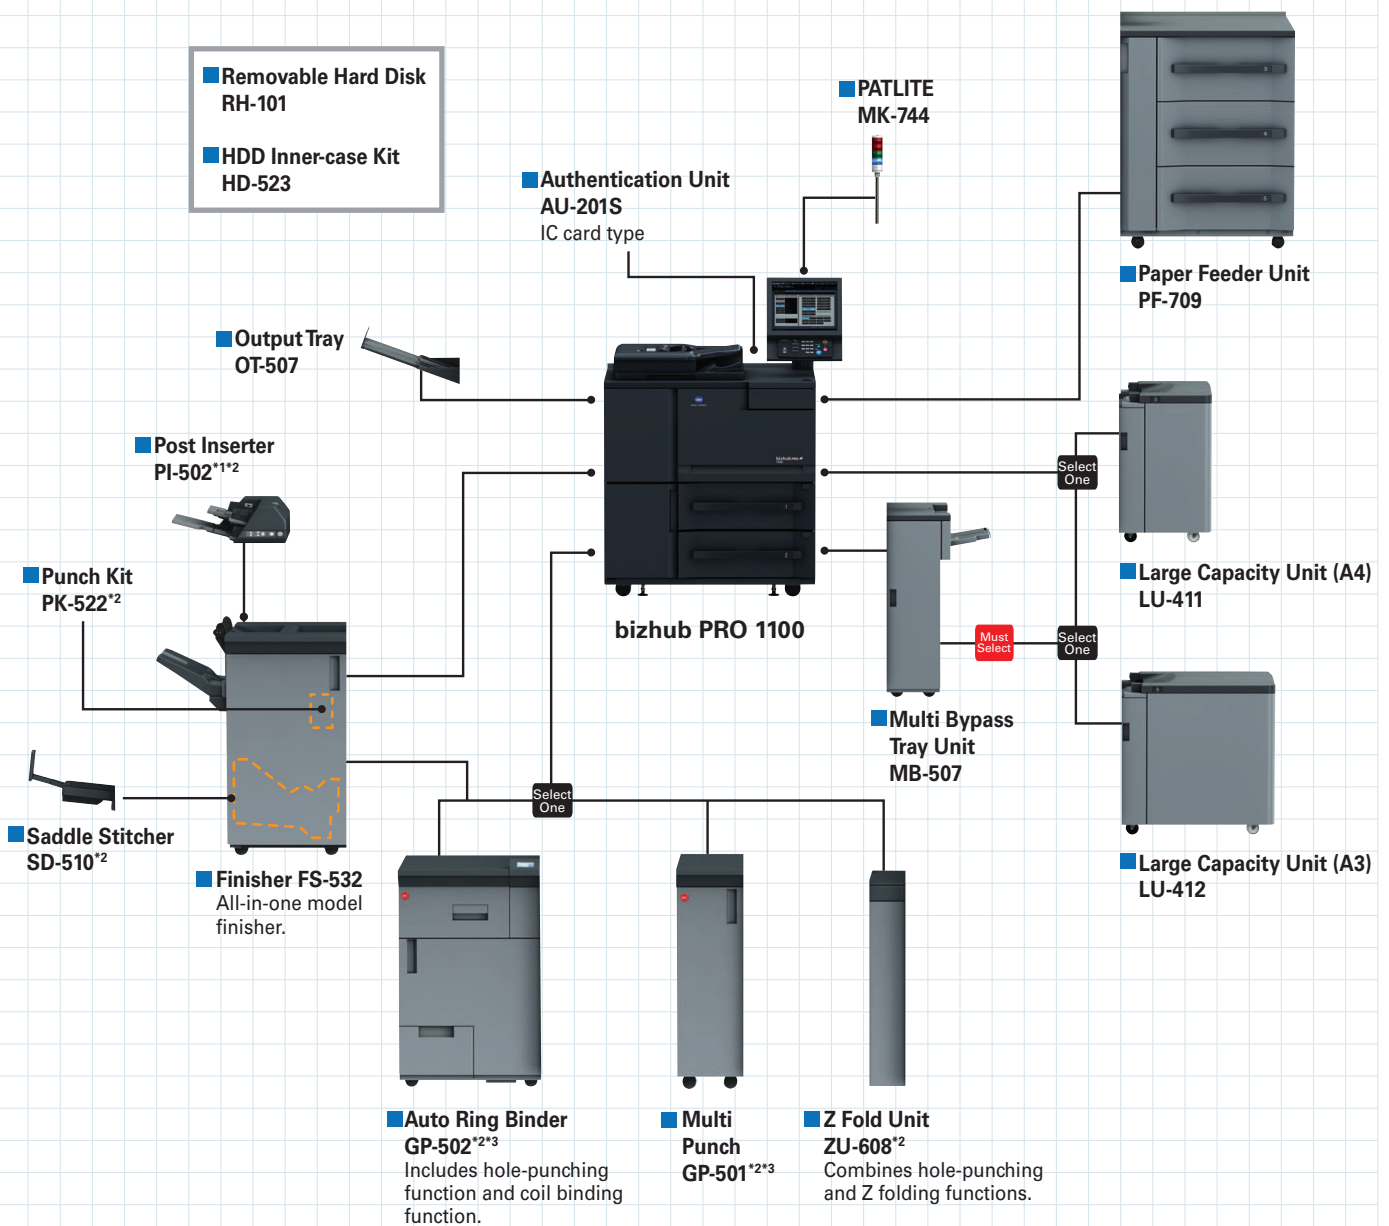 Removable Hard Disk
RH-101
HDD Inner-case Kit
HD-523
PATLITE
MK-744
Authentication Unit
AU-201S
IC card type
Paper Feeder Unit
PF-709
Output Tray
OT-507
Post Inserter
PI-502*1*2
Select
One
Large Capacity Unit (A4)
LU-411
Punch Kit
PK-522*2
bizhub PRO 1100
Must
Select
Select
One
Multi Bypass
Tray Unit
MB-507
Select
One
Saddle Stitcher
SD-510*2
Large Capacity Unit (A3)
LU-412
Finisher FS-532
All-in-one model
finisher.
Auto Ring Binder
GP-502*2*3
Includes hole-punching
function and coil binding
function.
Multi
Punch
GP-501*2*3
Z Fold Unit
ZU-608*2
Combines hole-punching
and Z folding functions.